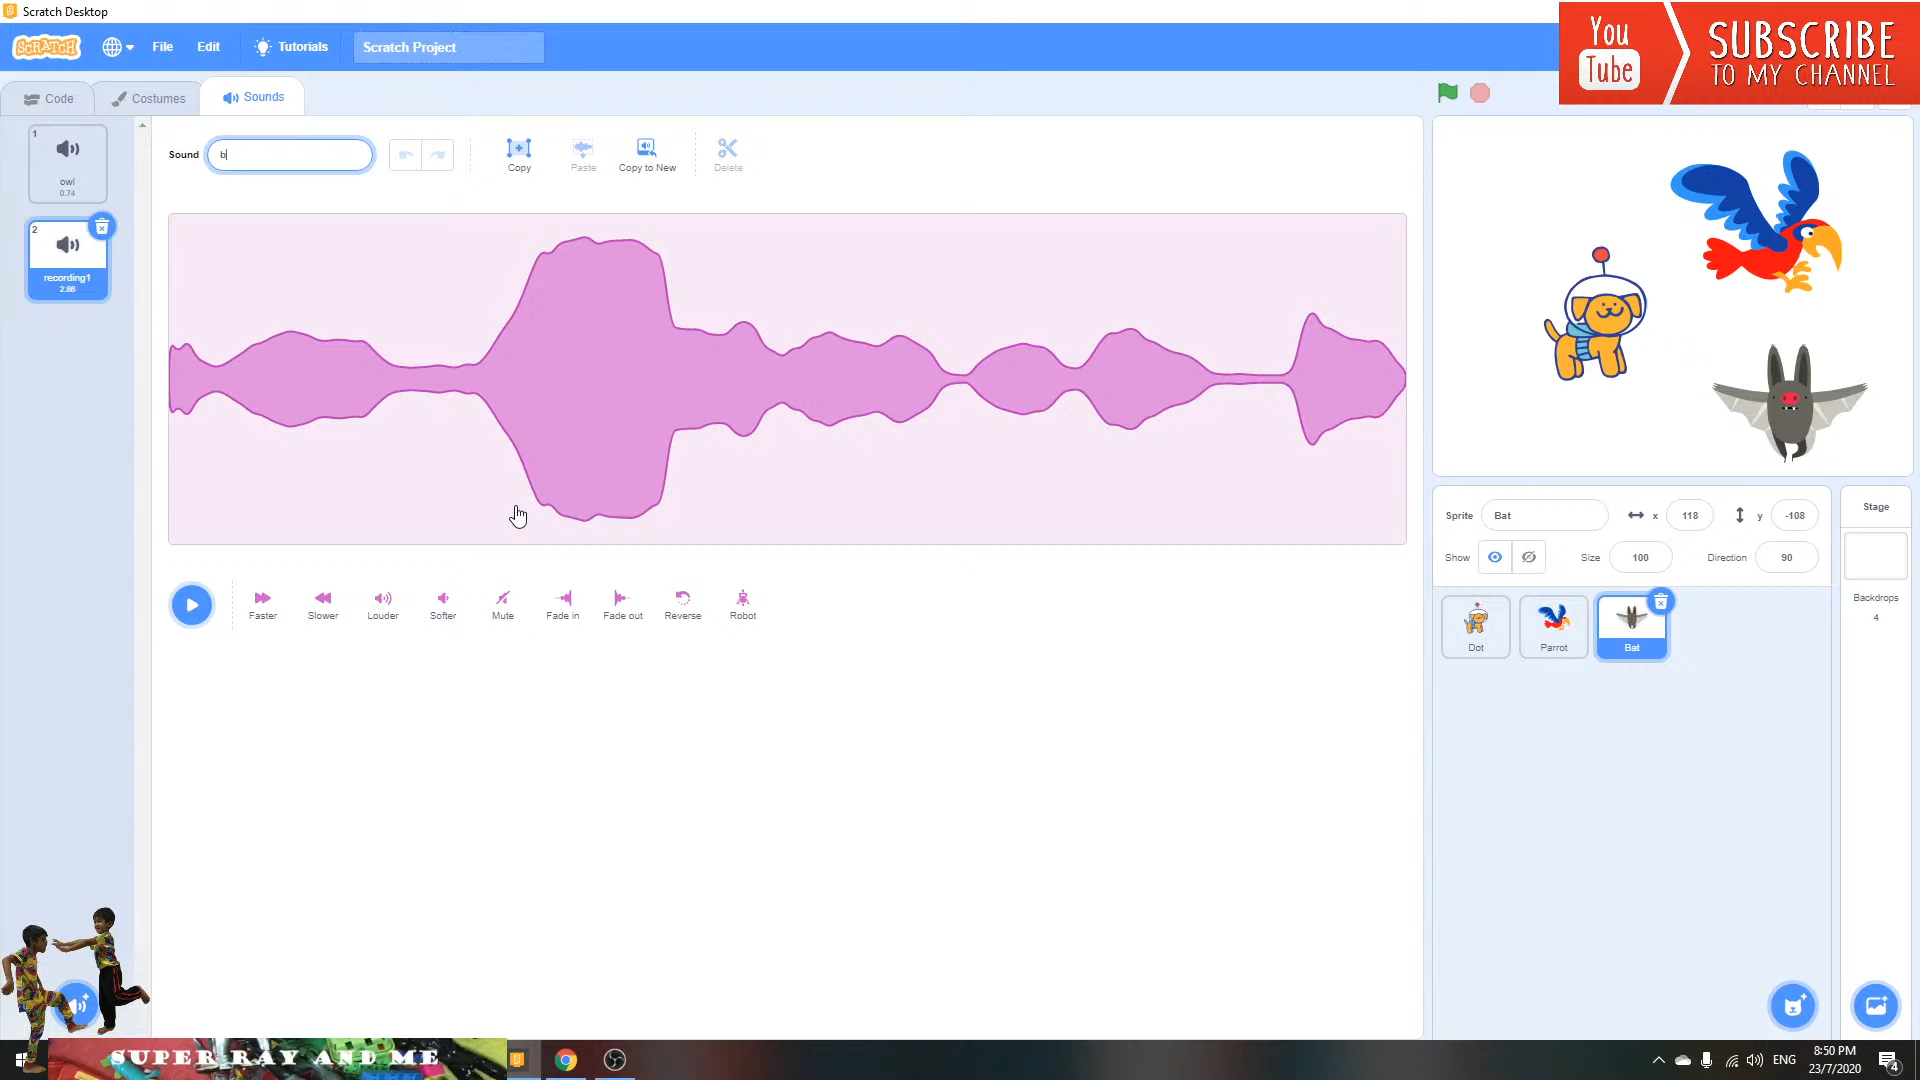 Scratch Desktop
SCRATCH File Edit Tutorials Scratch Project
You Tube SUBSCRIBE TO MY CHANNEL
Code Costumes Sounds
1
owl
0.74
2
recording1
2.86
Sound b Copy Paste Copy to New Delete
Faster Slower Louder Softer Mute Fade in Fade out Reverse Robot
Sprite Bat x 118 y -108
Show Size 100 Direction 90
Dot Parrot Bat
Stage
Backdrops
4
SUPER RAY AND ME
ENG
8:50 PM
23/7/2020
4